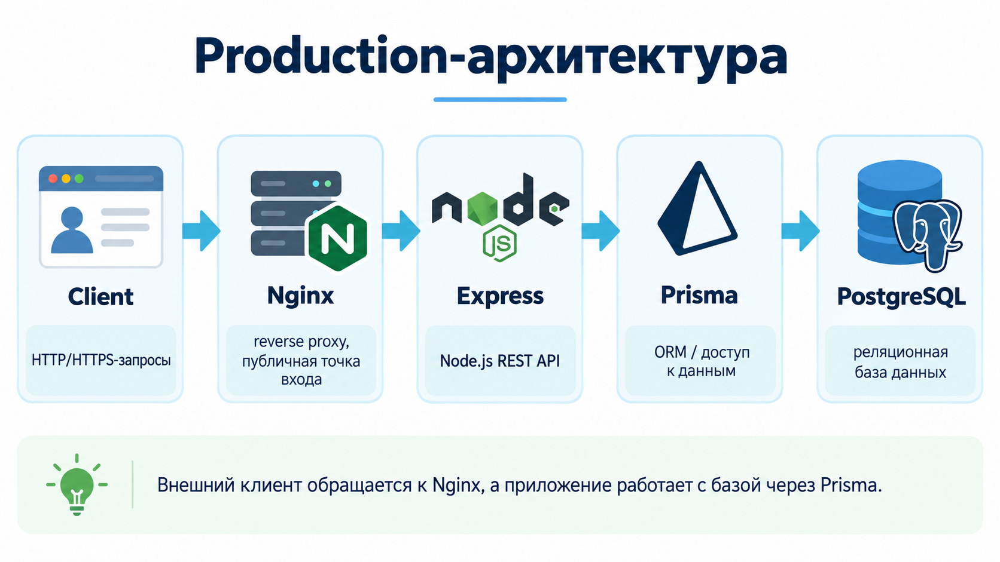 Production-архитектура
node
JS
Client
Nginx
Express
Prisma
PostgreSQL
HTTP/HTTPS-запросы
reverse proxy,
публичная точка
входа
Node.js REST API
ORM / доступ
к данным
реляционная
база данных
Внешний клиент обращается к Nginx, а приложение работает с базой через Prisma.